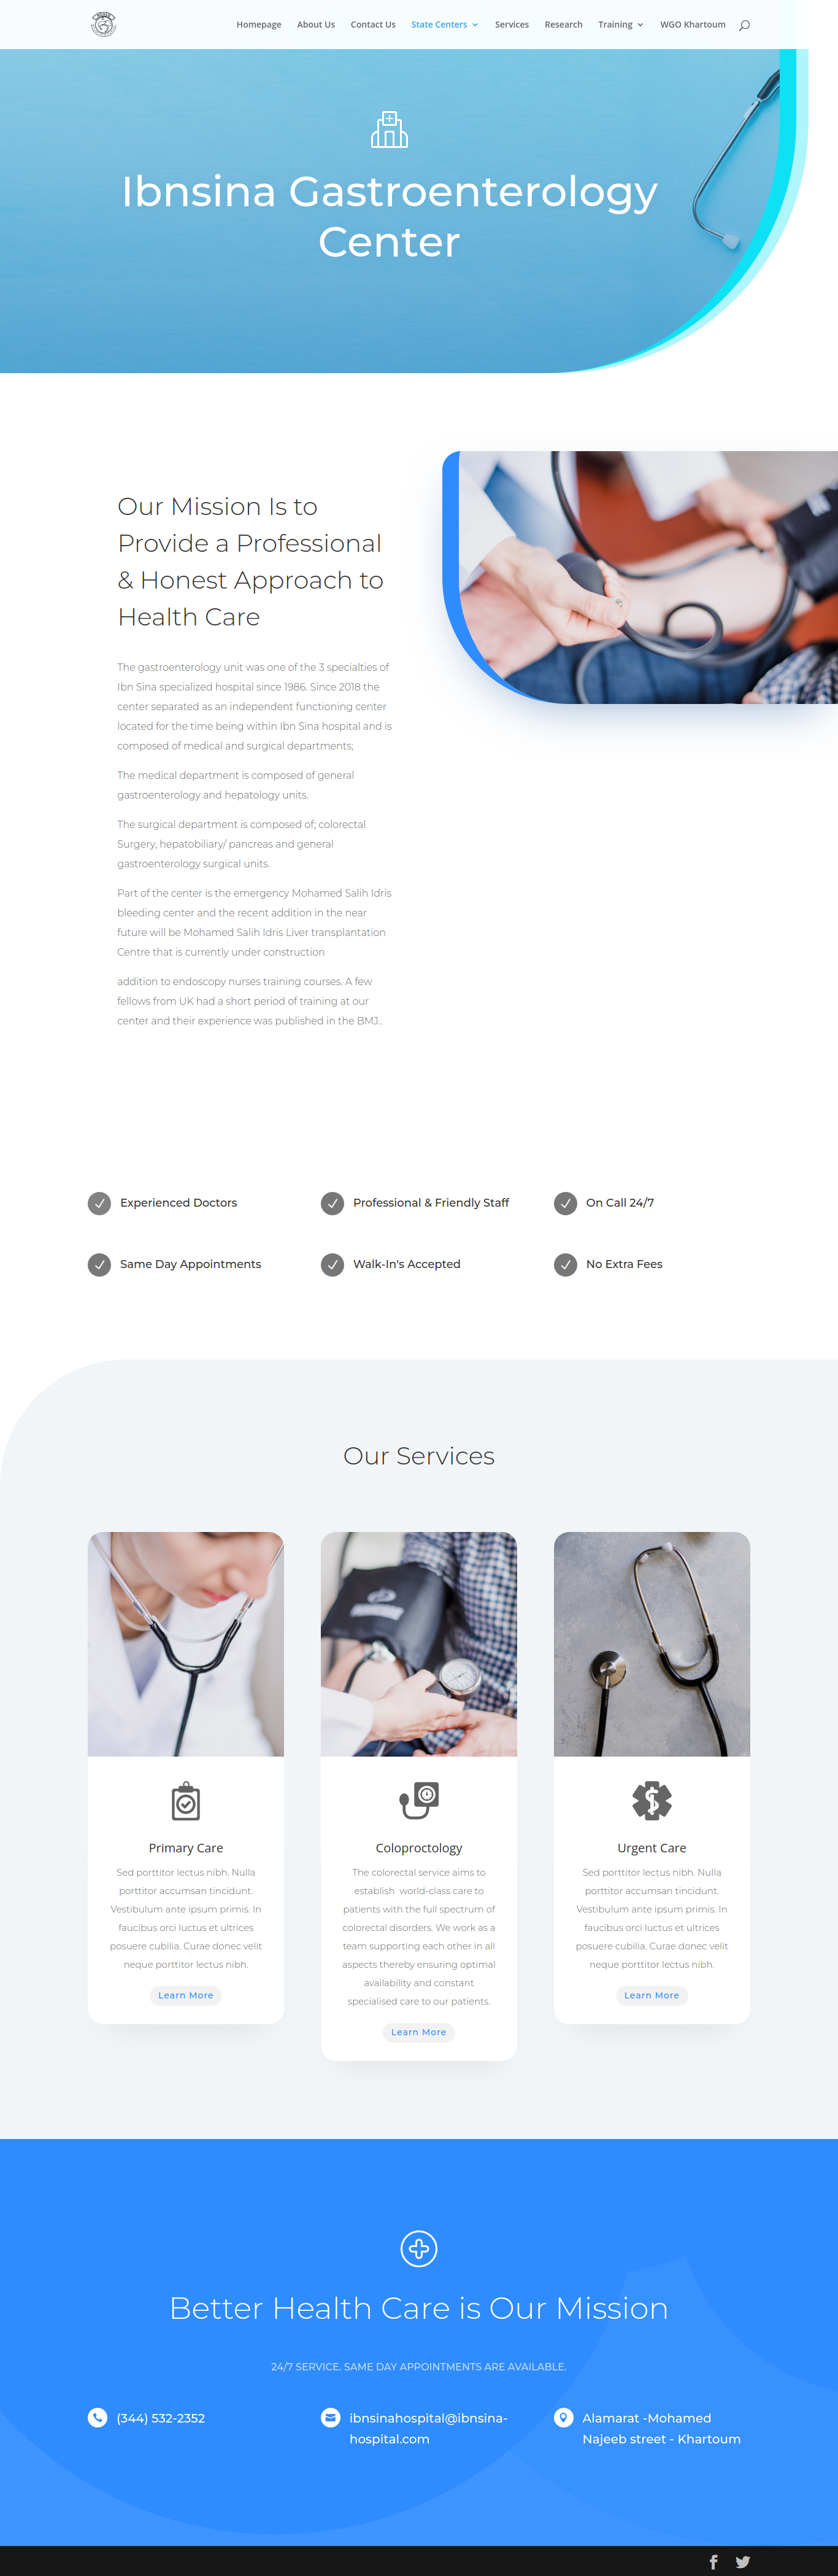 Homepage
About Us
Contact Us
State Centers
Services
Research
Training
WGO Khartoum
Ibnsina Gastroenterology
Center
Our Mission Is to
Provide a Professional
& Honest Approach to
Health Care
The gastroenterology unit was one of the 3 specialties of
Ibn Sina specialized hospital since 1986. Since 2018 the
center separated as an independent functioning center
located for the time being within Ibn Sina hospital and is
composed of medical and surgical departments;
The medical department is composed of general
gastroenterology and hepatology units.
The surgical department is composed of; colorectal
Surgery, hepatobiliary/ pancreas and general
gastroenterology surgical units.
Part of the center is the emergency Mohamed Salih Idris
bleeding center and the recent addition in the near
future will be Mohamed Salih Idris Liver transplantation
Centre that is currently under construction
addition to endoscopy nurses training courses. A few
fellows from UK had a short period of training at our
center and their experience was published in the BMJ..
Experienced Doctors
Professional & Friendly Staff
On Call 24/7
Same Day Appointments
Walk-In's Accepted
No Extra Fees
Our Services
Primary Care
Sed porttitor lectus nibh. Nulla
porttitor accumsan tincidunt.
Vestibulum ante ipsum primis. In
faucibus orci luctus et ultrices
posuere cubilia. Curae donec velit
neque porttitor lectus nibh.
Learn More
Coloproctology
The colorectal service aims to
establish  world-class care to
patients with the full spectrum of
colorectal disorders. We work as a
team supporting each other in all
aspects thereby ensuring optimal
availability and constant
specialised care to our patients.
Learn More
Urgent Care
Sed porttitor lectus nibh. Nulla
porttitor accumsan tincidunt.
Vestibulum ante ipsum primis. In
faucibus orci luctus et ultrices
posuere cubilia. Curae donec velit
neque porttitor lectus nibh.
Learn More
Better Health Care is Our Mission
24/7 SERVICE. SAME DAY APPOINTMENTS ARE AVAILABLE.
(344) 532-2352
ibnsinahospital@ibnsina-
hospital.com
Alamarat -Mohamed
Najeeb street - Khartoum